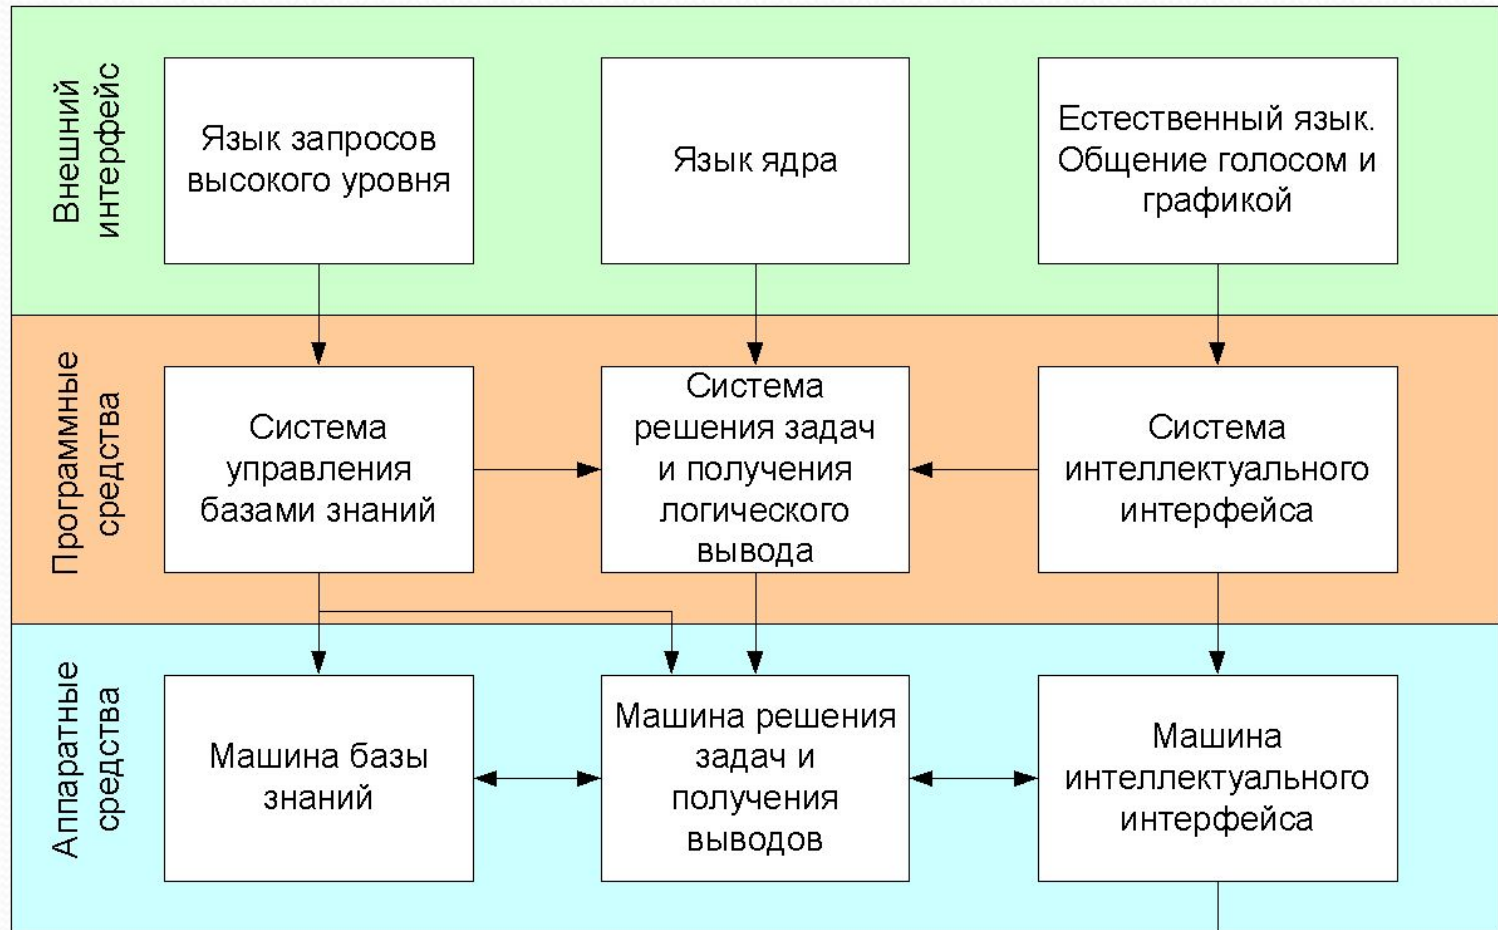 Внешний
интерфейс
Язык запросов
высокого уровня
Язык ядра
Естественный язык.
Общение голосом и
графикой
Программные
средства
Система
управления
базами знаний
Система
решения задач
и получения
логического
вывода
Система
интеллектуального
интерфейса
Аппаратные
средства
Машина базы
знаний
Машина решения
задач и
получения
выводов
Машина
интеллектуального
интерфейса